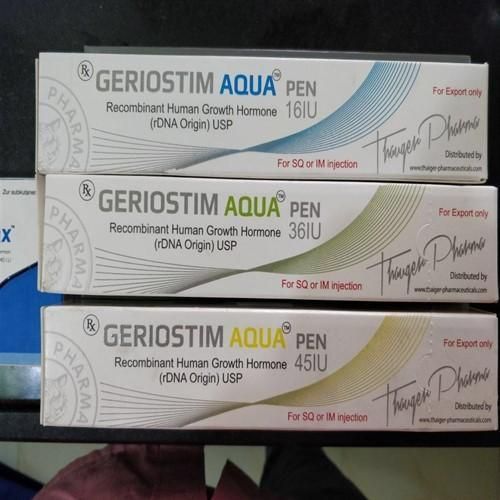 Rx
GERIOSTIM AQUA™ PEN
16IU
Recombinant Human Growth Hormone
(rDNA Origin) USP
For Export only
PHARMA
Thaiger Pharma
Distributed by
www.thaiger-pharmaceuticals.com
For SQ or IM injection
Zur subkutane
Rx
GERIOSTIM AQUA™ PEN
36IU
Recombinant Human Growth Hormone
(rDNA Origin) USP
For Export only
PHARMA
Thaiger Pharma
Distributed by
www.thaiger-pharmaceuticals.com
For SQ or IM injection
Rx
GERIOSTIM AQUA™ PEN
45IU
Recombinant Human Growth Hormone
(rDNA Origin) USP
For Export only
PHARMA
Thaiger Pharma
Distributed by
www.thaiger-pharmaceuticals.com
For SQ or IM injection